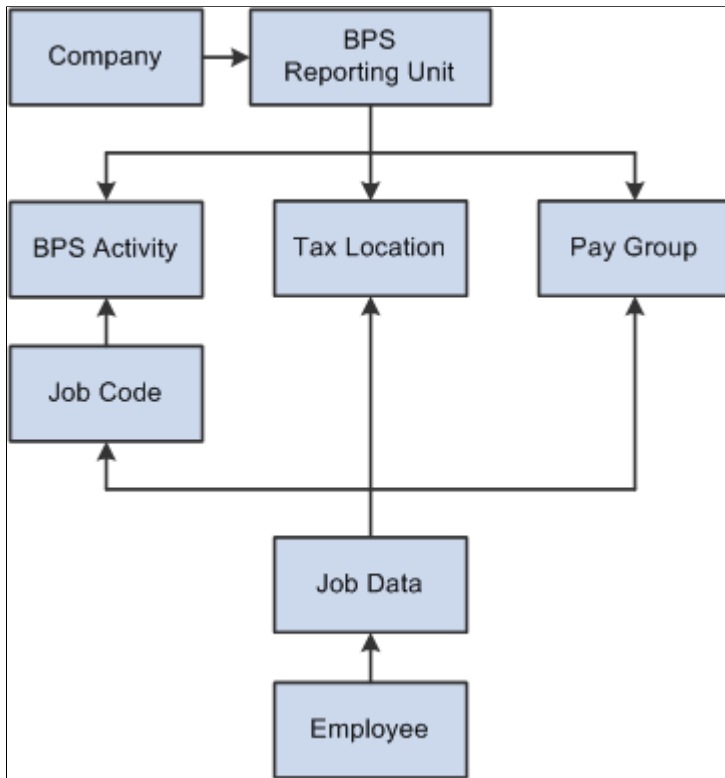 Company
BPS
Reporting Unit
BPS Activity
Tax Location
Pay Group
Job Code
Job Data
Employee